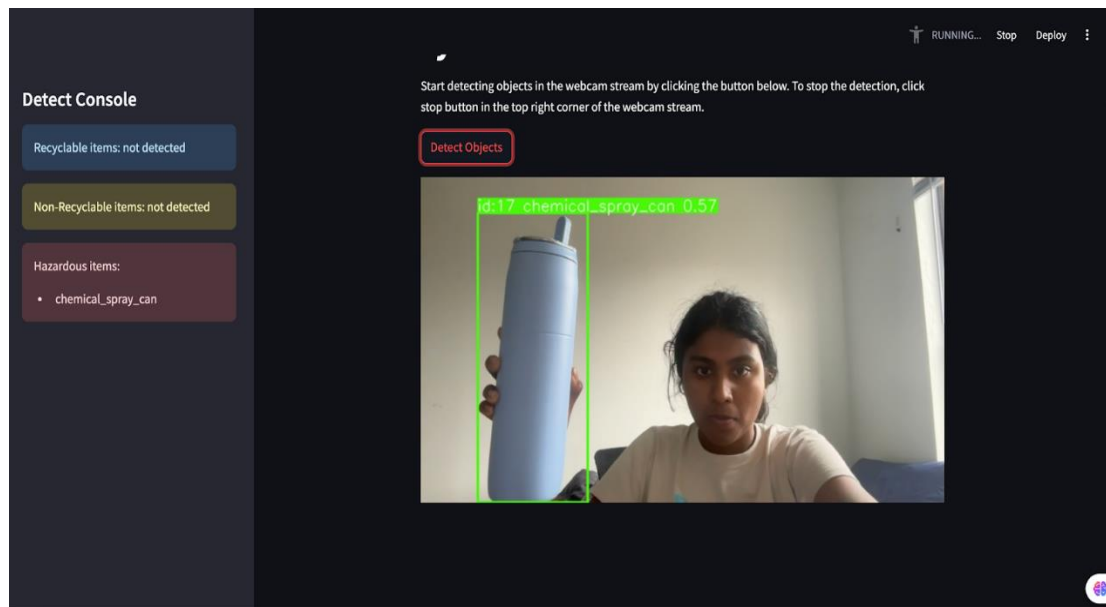 RUNNING... Stop Deploy
Start detecting objects in the webcam stream by clicking the button below. To stop the detection, click
stop button in the top right corner of the webcam stream.
Detect Console
Detect Objects
Recyclable items: not detected
Non-Recyclable items: not detected
Hazardous items:
• chemical_spray_can
id:17 chemical_spray_can 0.57